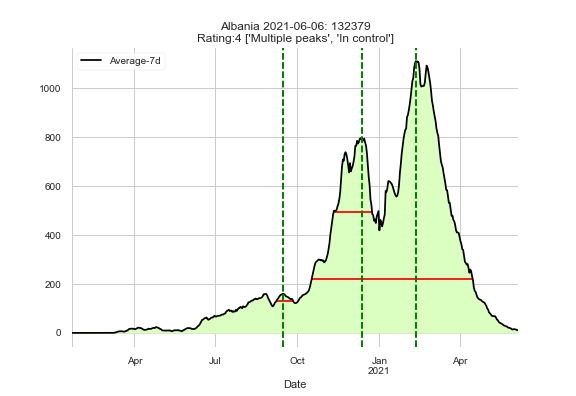 Albania 2021-06-06: 132379
Rating:4 ['Multiple peaks', 'In control']
Average-7d
1000
800
600
400
200
0
Apr Jul Oct Jan Apr
2021
Date